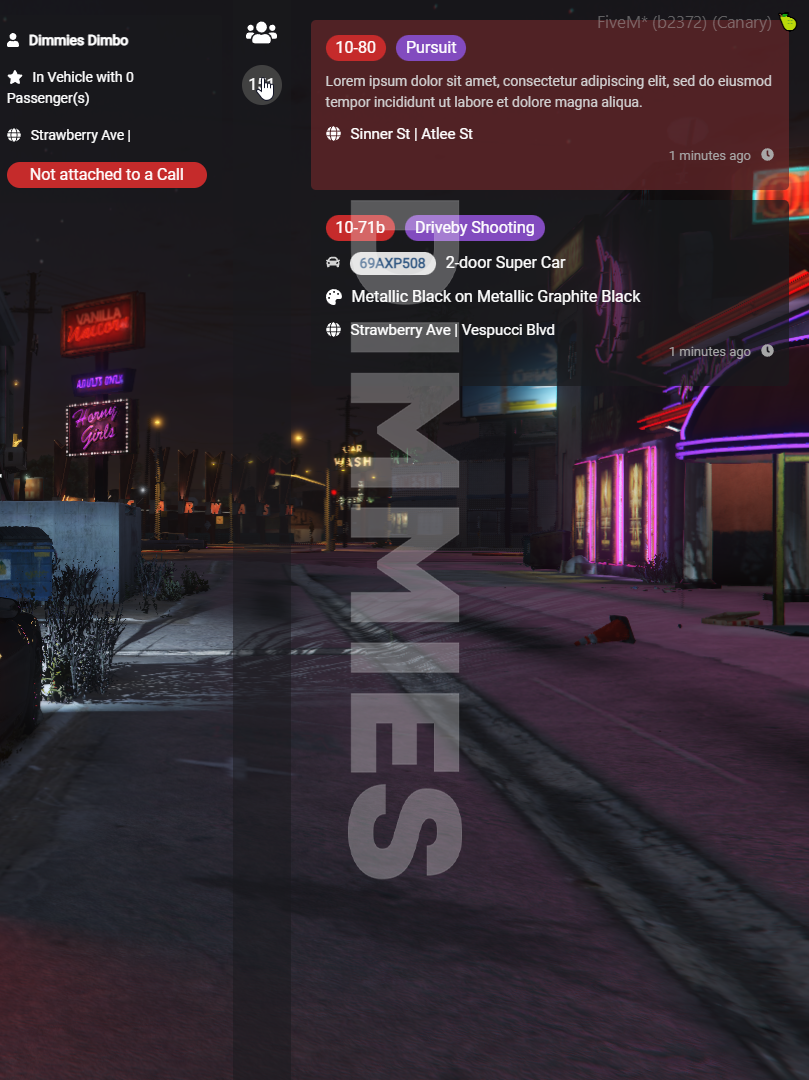 FiveM* (b2372) (Canary)
Dimmies Dimbo
In Vehicle with 0
Passenger(s)
Strawberry Ave |
Not attached to a Call
10-80 Pursuit
Lorem ipsum dolor sit amet, consectetur adipiscing elit, sed do eiusmod
tempor incididunt ut labore et dolore magna aliqua.
Sinner St | Atlee St
1 minutes ago
10-71b Driveby Shooting
69AXP508 2-door Super Car
Metallic Black on Metallic Graphite Black
Strawberry Ave | Vespucci Blvd
1 minutes ago
DIMMIES
VANILLA
Unicorn
ADULTS ONLY
Horny
Girls
CAR
WASH